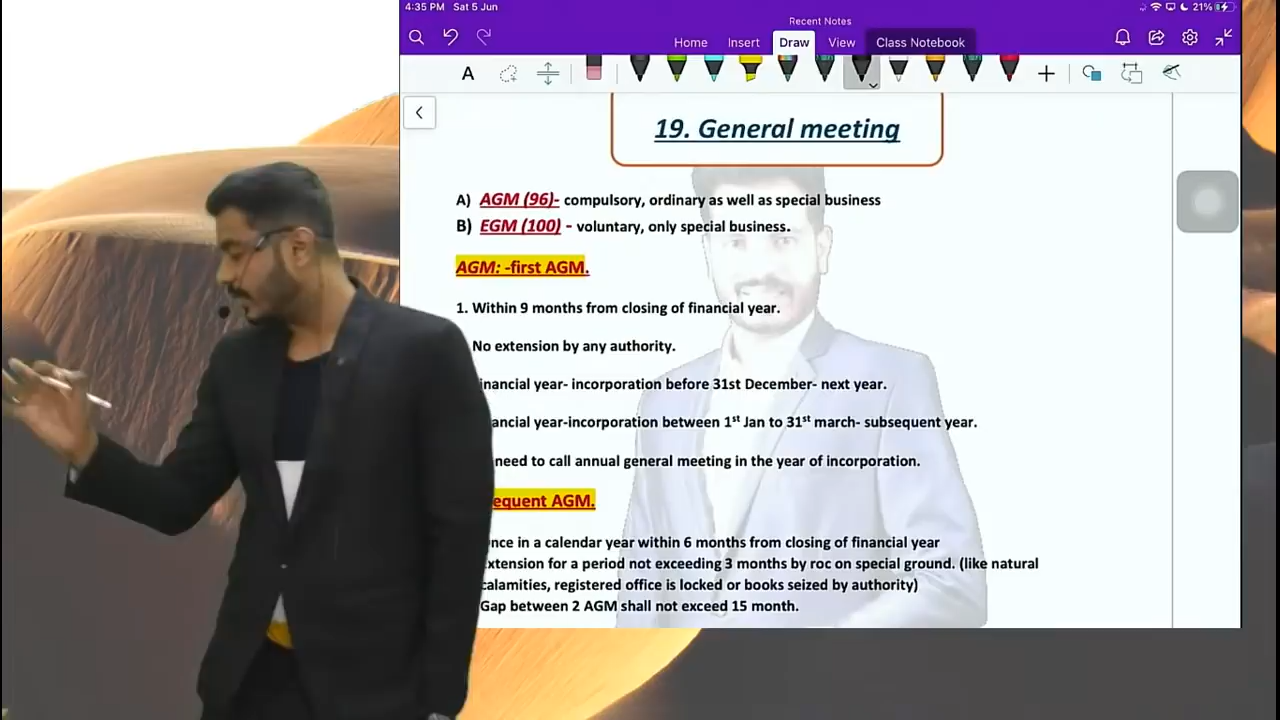 4:35 PM Sat 5 Jun
21%
Recent Notes
Home Insert Draw View Class Notebook
A
19. General meeting
A) AGM (96)- compulsory, ordinary as well as special business
B) EGM (100) - voluntary, only special business.
AGM: -first AGM.
1. Within 9 months from closing of financial year.
No extension by any authority.
inancial year- incorporation before 31st December- next year.
ancial year-incorporation between 1st Jan to 31st march- subsequent year.
need to call annual general meeting in the year of incorporation.
equent AGM.
nce in a calendar year within 6 months from closing of financial year
xtension for a period not exceeding 3 months by roc on special ground. (like natural
calamities, registered office is locked or books seized by authority)
Gap between 2 AGM shall not exceed 15 month.